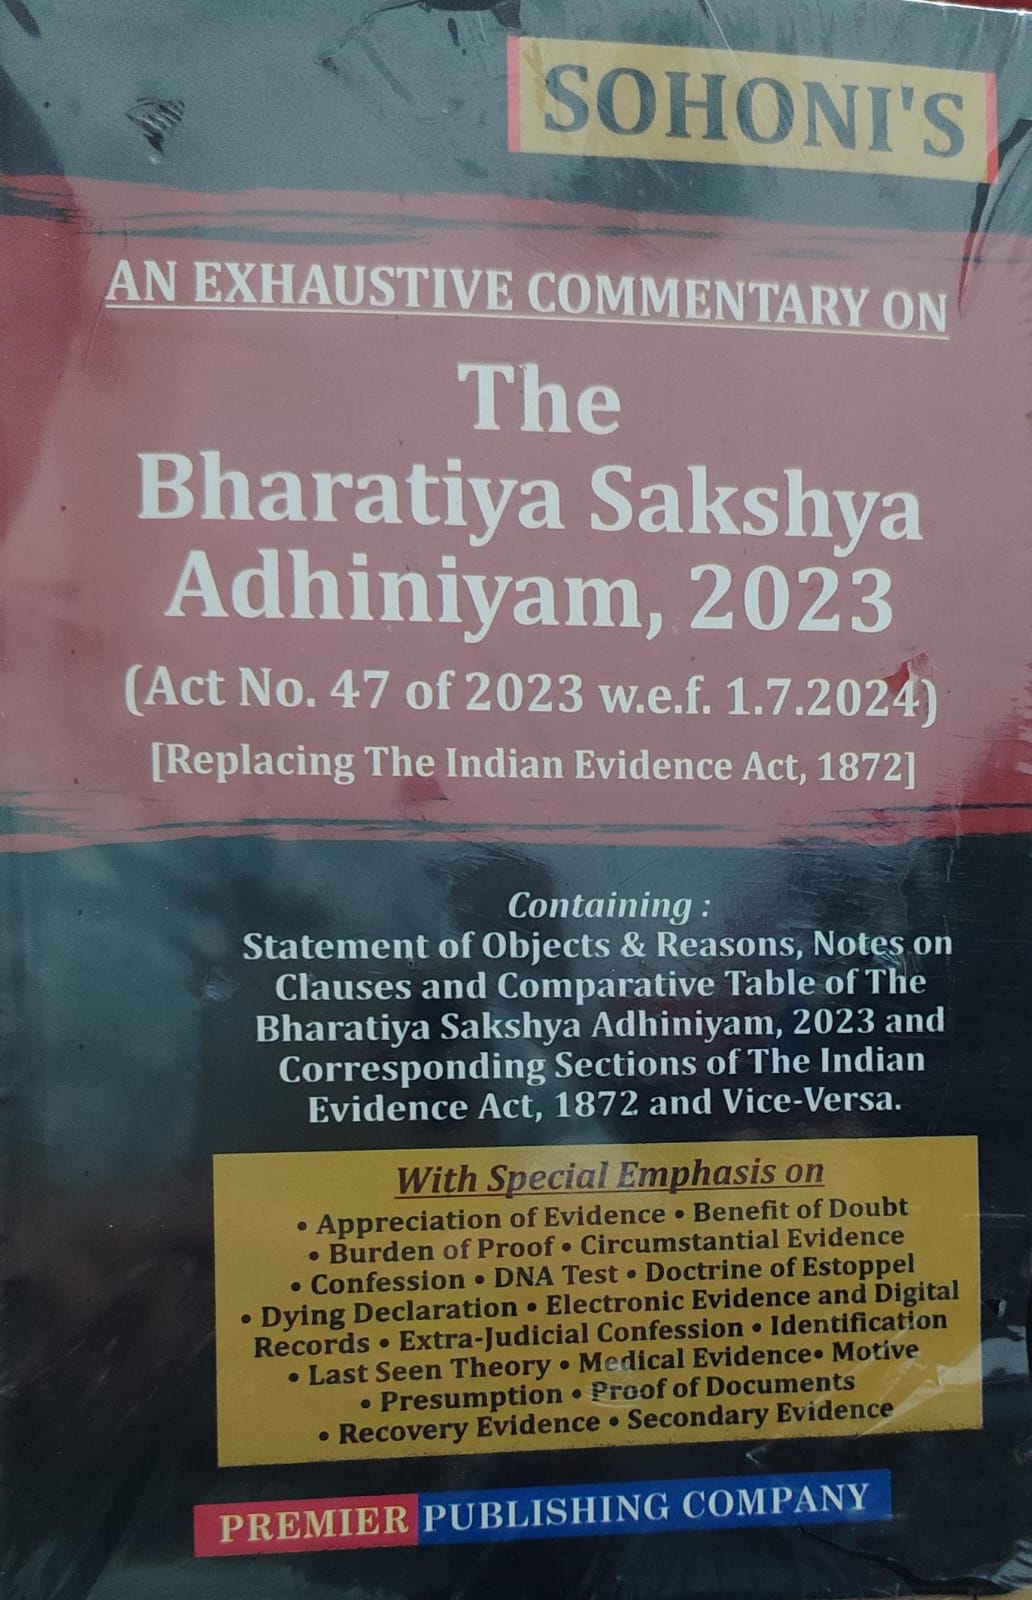 SOHONI'S
AN EXHAUSTIVE COMMENTARY ON
The
Bharatiya Sakshya
Adhiniyam, 2023
(Act No. 47 of 2023 w.e.f. 1.7.2024)
[Replacing The Indian Evidence Act, 1872]
Containing :
Statement of Objects & Reasons, Notes on
Clauses and Comparative Table of The
Bharatiya Sakshya Adhiniyam, 2023 and
Corresponding Sections of The Indian
Evidence Act, 1872 and Vice-Versa.
With Special Emphasis on
• Appreciation of Evidence • Benefit of Doubt
• Burden of Proof • Circumstantial Evidence
• Confession • DNA Test • Doctrine of Estoppel
• Dying Declaration • Electronic Evidence and Digital
Records • Extra-Judicial Confession • Identification
• Last Seen Theory • Medical Evidence• Motive
• Presumption • Proof of Documents
• Recovery Evidence • Secondary Evidence
PREMIER PUBLISHING COMPANY